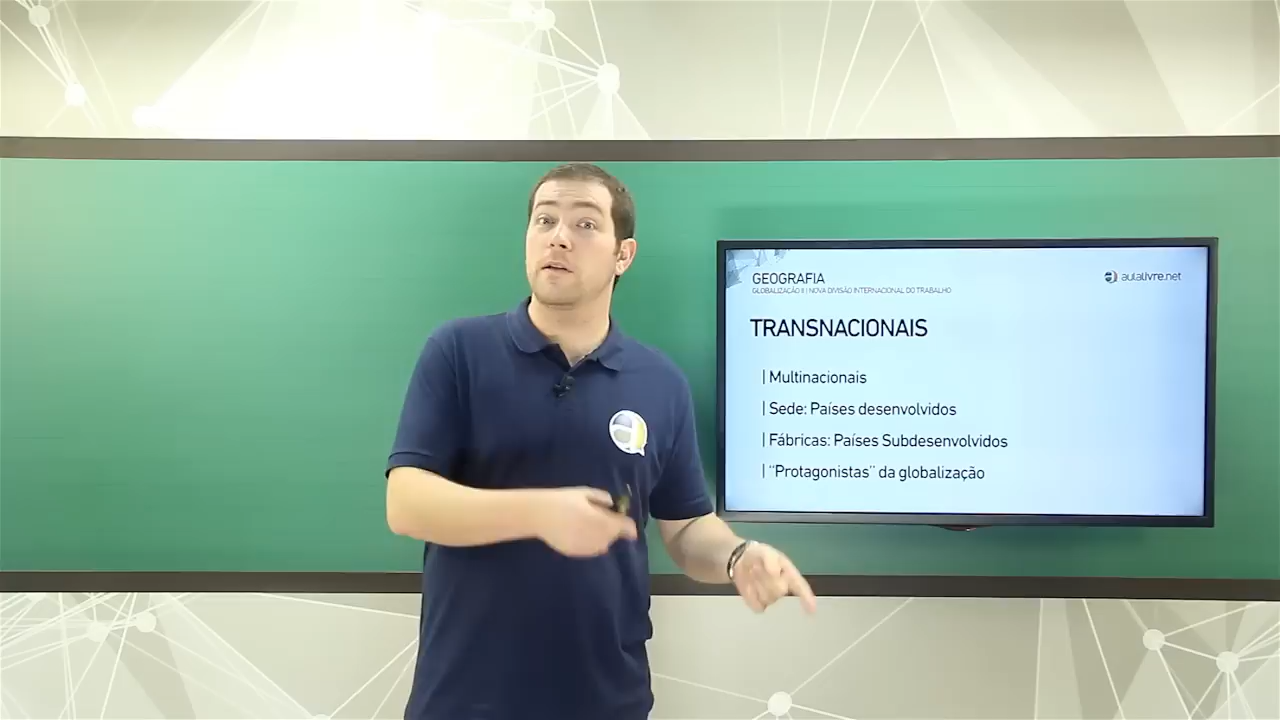 GEOGRAFIA
GLOBALIZAÇÃO II | NOVA DIVISÃO INTERNACIONAL DO TRABALHO
aulalivre.net
TRANSNACIONAIS
| Multinacionais
| Sede: Países desenvolvidos
| Fábricas: Países Subdesenvolvidos
| “Protagonistas” da globalização